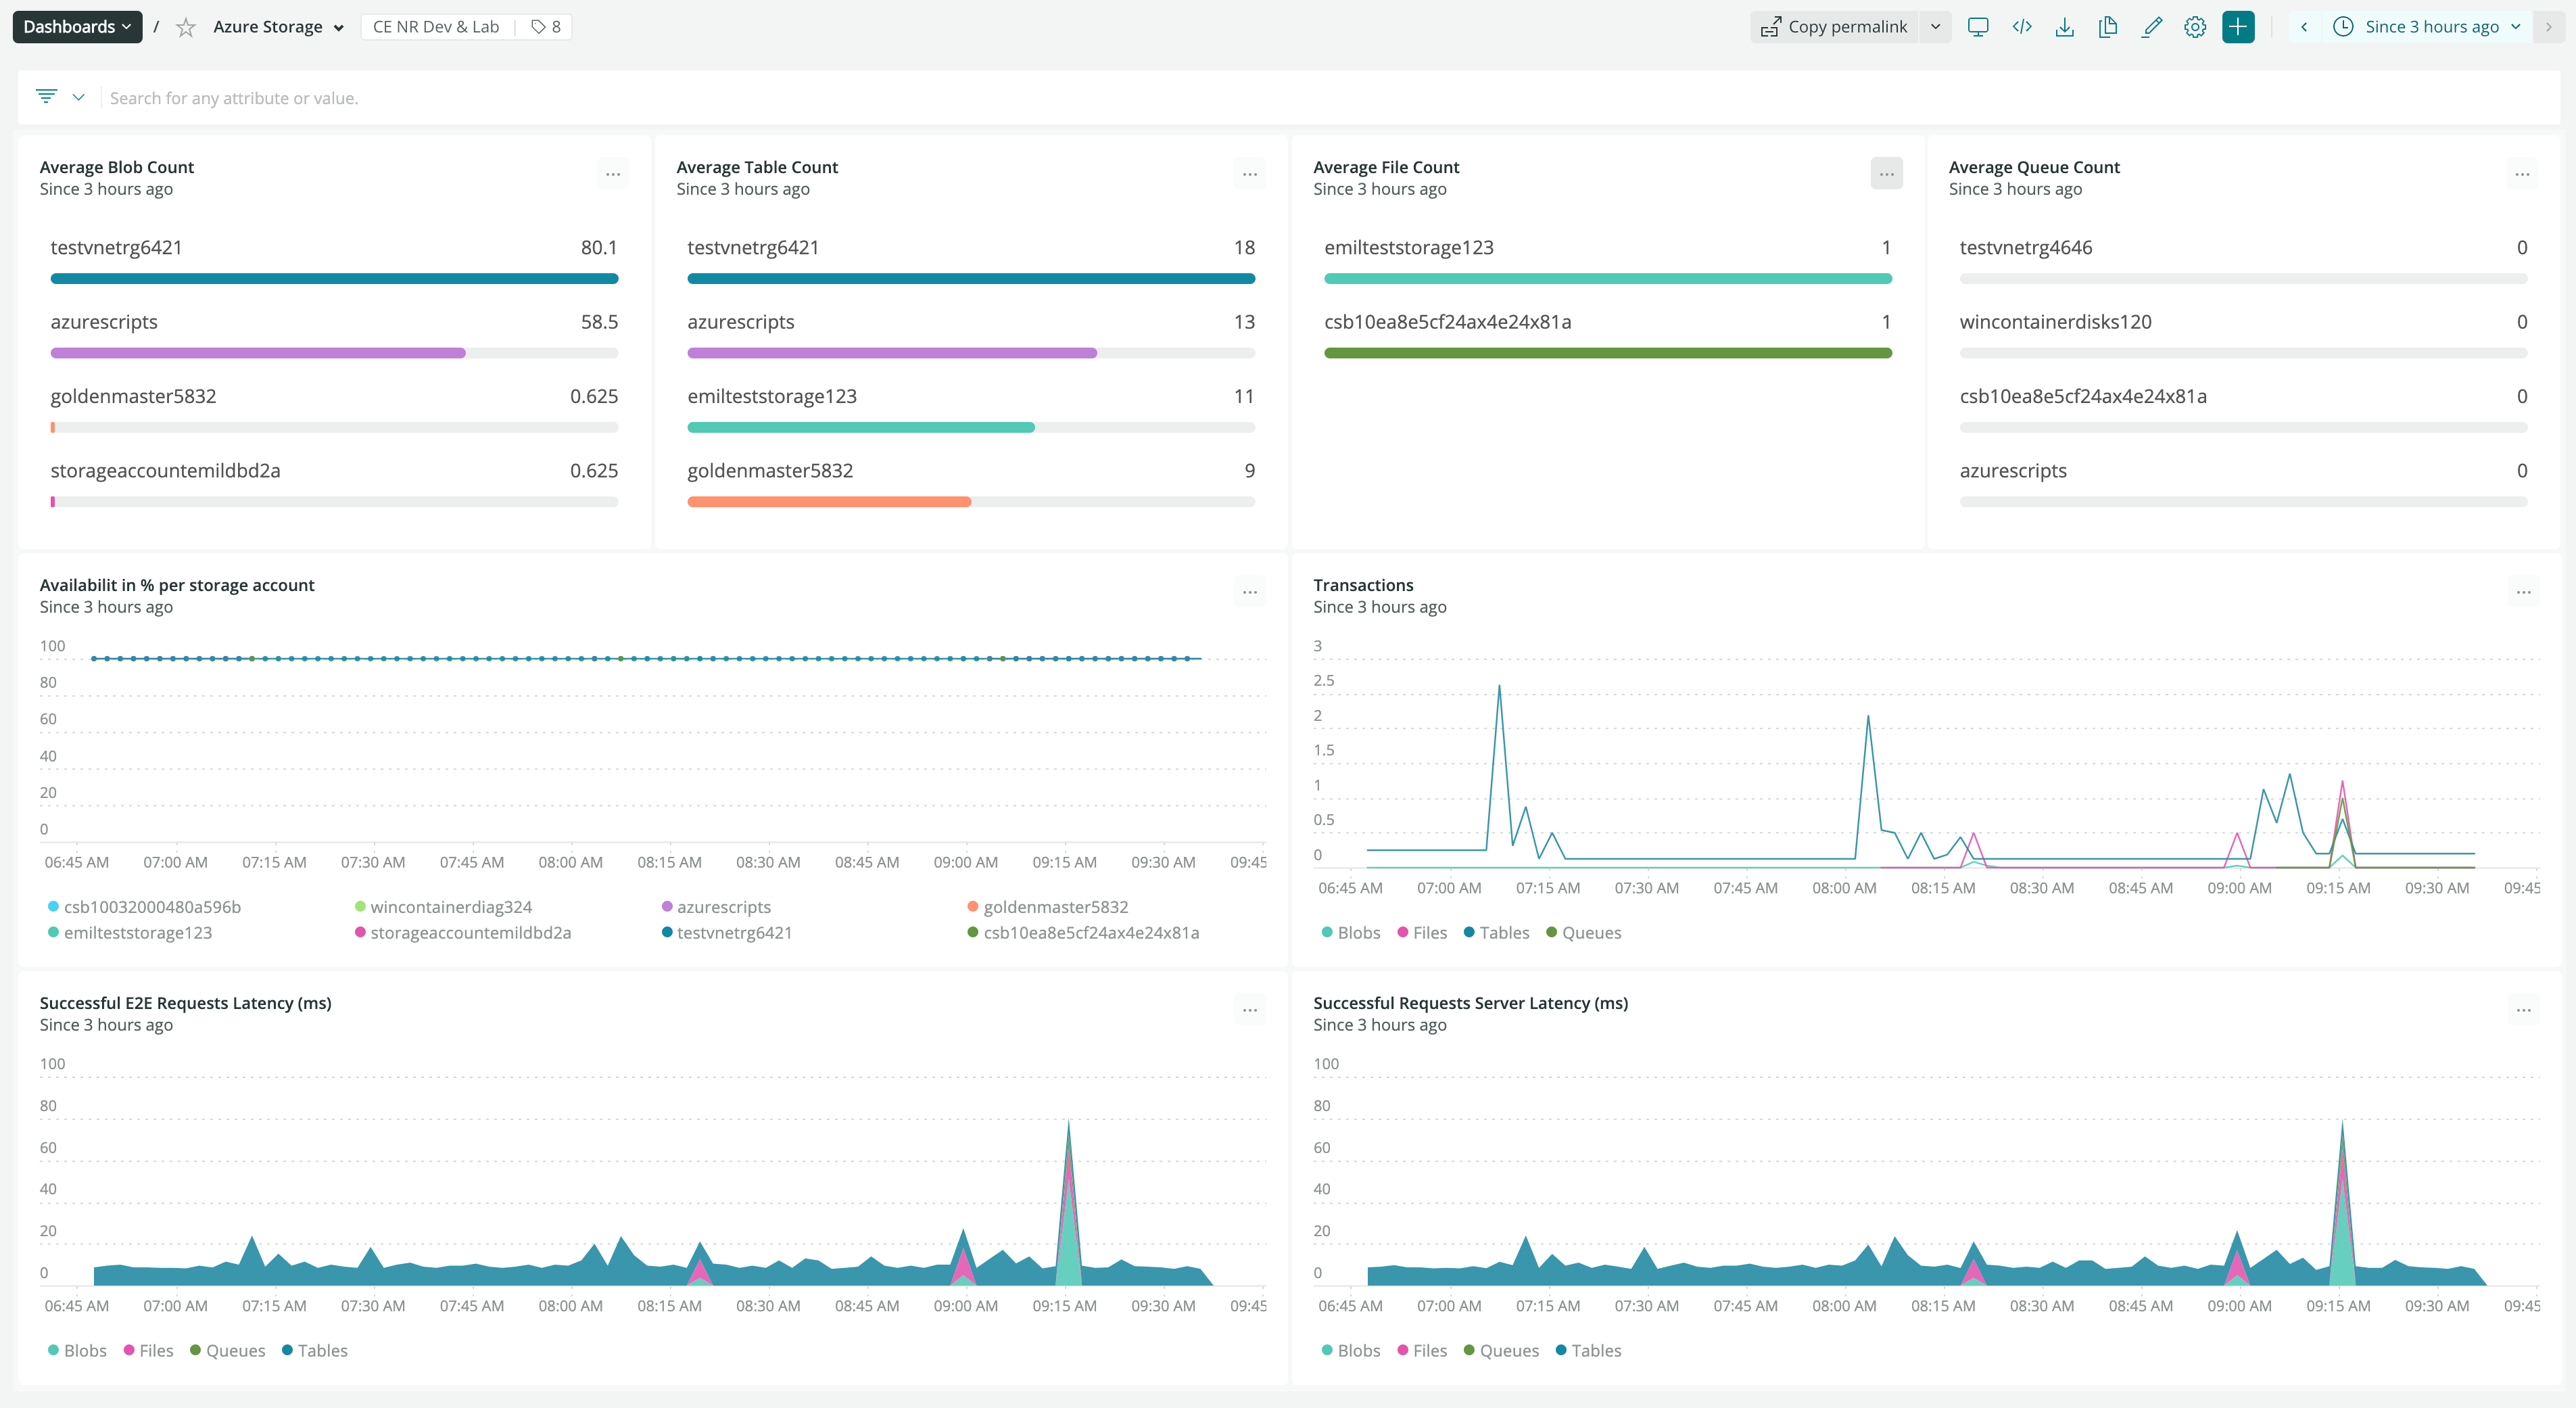 Dashboards / Azure Storage CE NR Dev & Lab 8 Copy permalink Since 3 hours ago
Search for any attribute or value.
Average Blob Count
Since 3 hours ago
...
testvnetrg6421 80.1
azurescripts 58.5
goldenmaster5832 0.625
storageaccountemildbd2a 0.625
Average Table Count
Since 3 hours ago
...
testvnetrg6421 18
azurescripts 13
emilteststorage123 11
goldenmaster5832 9
Average File Count
Since 3 hours ago
...
emilteststorage123 1
csb10ea8e5cf24ax4e24x81a 1
Average Queue Count
Since 3 hours ago
...
testvnetrg4646 0
wincontainerdisks120 0
csb10ea8e5cf24ax4e24x81a 0
azurescripts 0
Availabilit in % per storage account
Since 3 hours ago
...
100
80
60
40
20
0
06:45 AM 07:00 AM 07:15 AM 07:30 AM 07:45 AM 08:00 AM 08:15 AM 08:30 AM 08:45 AM 09:00 AM 09:15 AM 09:30 AM 09:45
csb10032000480a596b wincontainerdiag324 azurescripts goldenmaster5832
emilteststorage123 storageaccountemildbd2a testvnetrg6421 csb10ea8e5cf24ax4e24x81a
Transactions
Since 3 hours ago
...
3
2.5
2
1.5
1
0.5
0
06:45 AM 07:00 AM 07:15 AM 07:30 AM 07:45 AM 08:00 AM 08:15 AM 08:30 AM 08:45 AM 09:00 AM 09:15 AM 09:30 AM 09:45
Blobs Files Tables Queues
Successful E2E Requests Latency (ms)
Since 3 hours ago
...
100
80
60
40
20
0
06:45 AM 07:00 AM 07:15 AM 07:30 AM 07:45 AM 08:00 AM 08:15 AM 08:30 AM 08:45 AM 09:00 AM 09:15 AM 09:30 AM 09:45
Blobs Files Queues Tables
Successful Requests Server Latency (ms)
Since 3 hours ago
...
100
80
60
40
20
0
06:45 AM 07:00 AM 07:15 AM 07:30 AM 07:45 AM 08:00 AM 08:15 AM 08:30 AM 08:45 AM 09:00 AM 09:15 AM 09:30 AM 09:45
Blobs Files Queues Tables